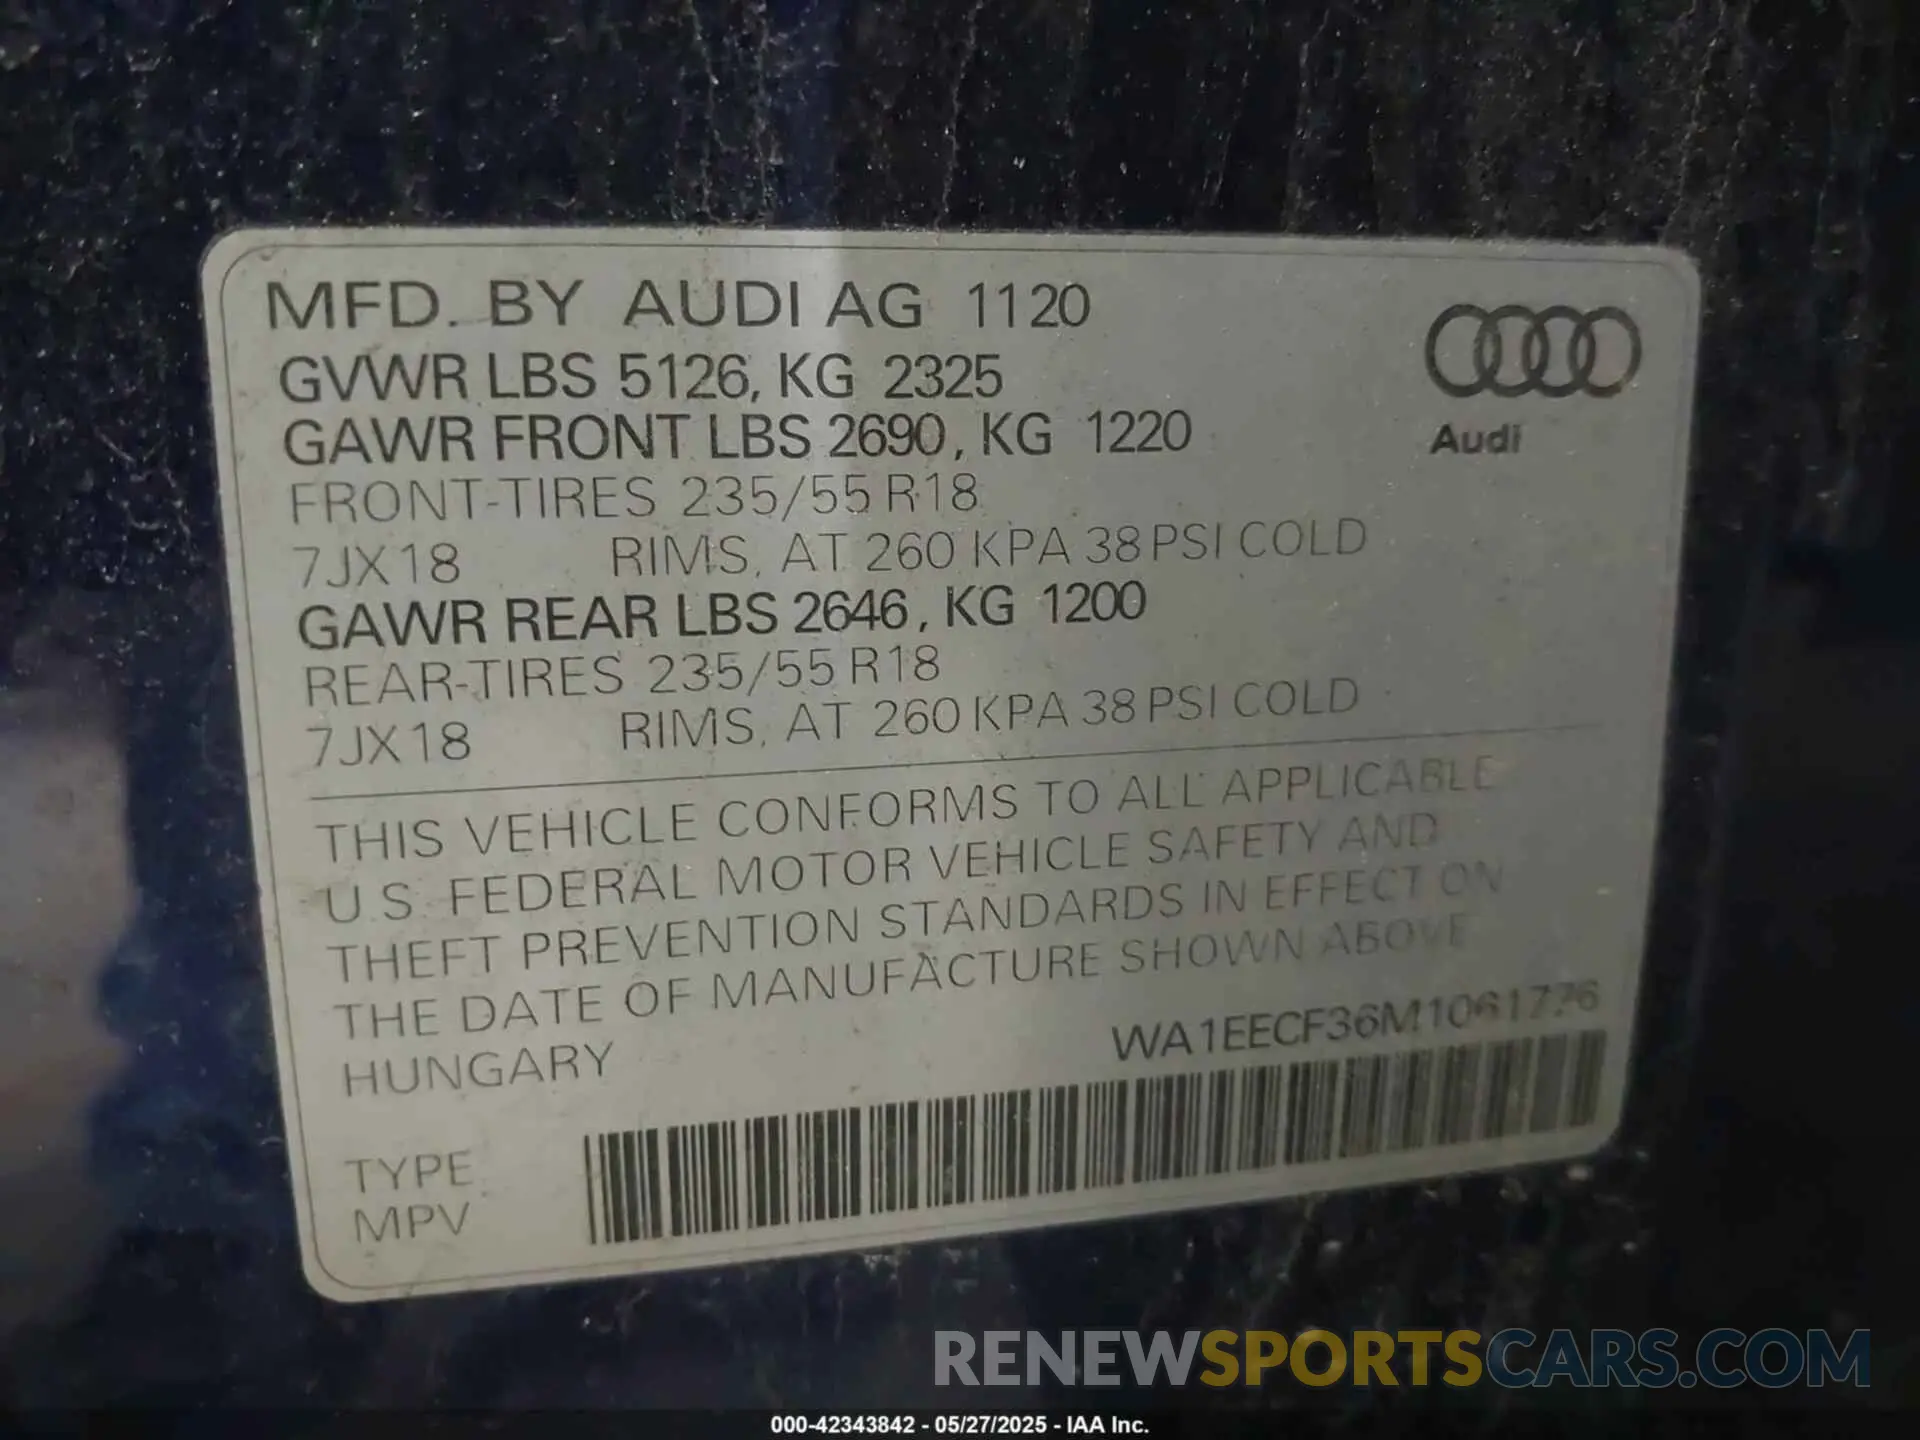 MFD. BY AUDI AG 1120
GVWR LBS 5126, KG 2325
GAWR FRONT LBS 2690, KG 1220
FRONT-TIRES 235/55 R18
7JX18 RIMS, AT 260 KPA 38 PSI COLD
GAWR REAR LBS 2646, KG 1200
REAR-TIRES 235/55 R18
7JX18 RIMS, AT 260 KPA 38 PSI COLD
Audi
THIS VEHICLE CONFORMS TO ALL APPLICABLE
U.S. FEDERAL MOTOR VEHICLE SAFETY AND
THEFT PREVENTION STANDARDS IN EFFECT ON
THE DATE OF MANUFACTURE SHOWN ABOVE
HUNGARY
WA1EECF36M1061776
TYPE
MPV
RENEWSPORTSCARS.COM
000-42343842 - 05/27/2025 - IAA Inc.